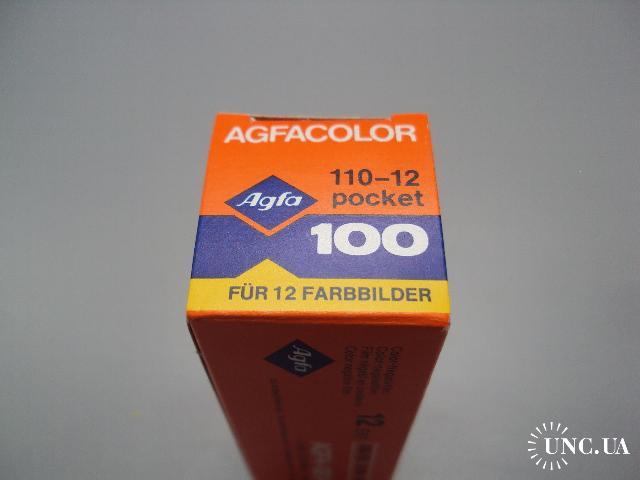 AGFACOLOR
Agfa
110-12
pocket
100
FÜR 12 FARBBILDER
Agfa
12
UNC.UA